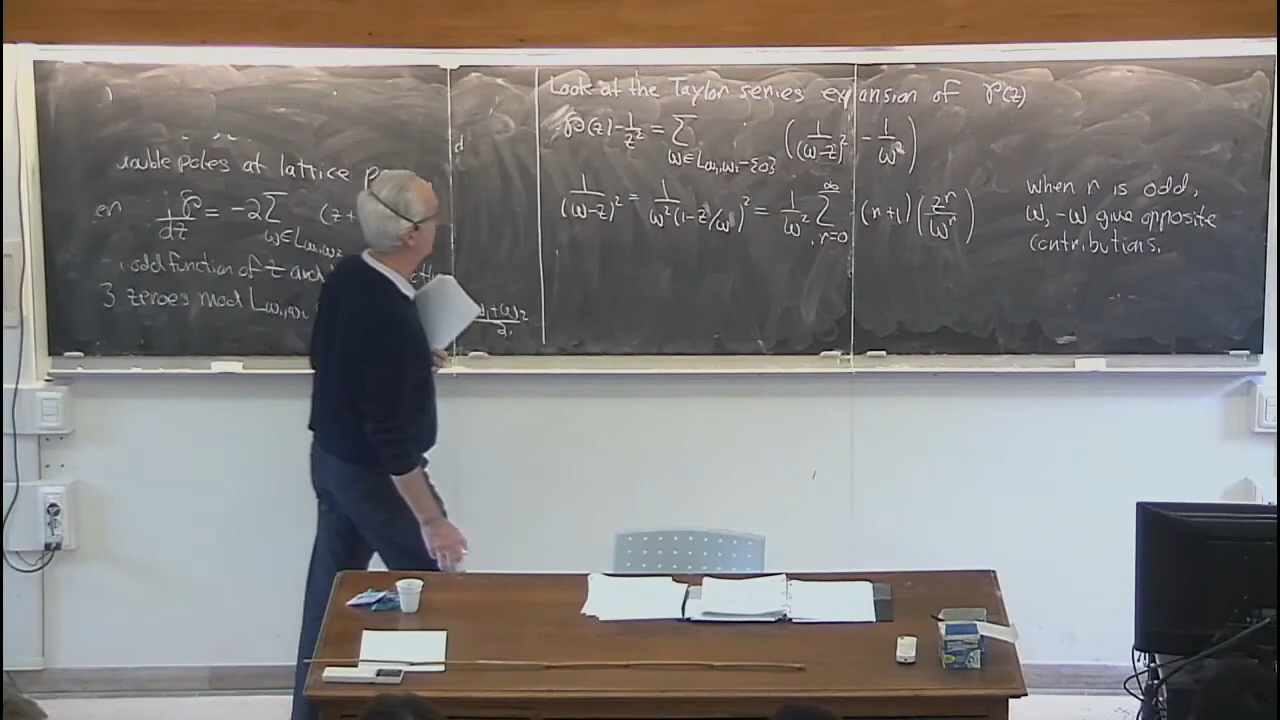 poles at lattice
d℘/dz = -2 Σ (z+
ω∈L_{ω₁,ω₂}
odd function of z and
3 zeroes mod L_{ω₁,ω₂}
ω₁+ω₂/2
d
Look at the Taylor series expansion of ℘(z)
℘(z) - 1/z² = Σ (1/(ω-z)² - 1/ω²)
ω∈L_{ω₁,ω₂}-{0}
1/(ω-z)² = 1/ω²(1-z/ω)² = 1/ω² Σ_{r=0}^∞ (r+1)(z^r/ω^r)
when r is odd,
ω, -ω give opposite
contributions.